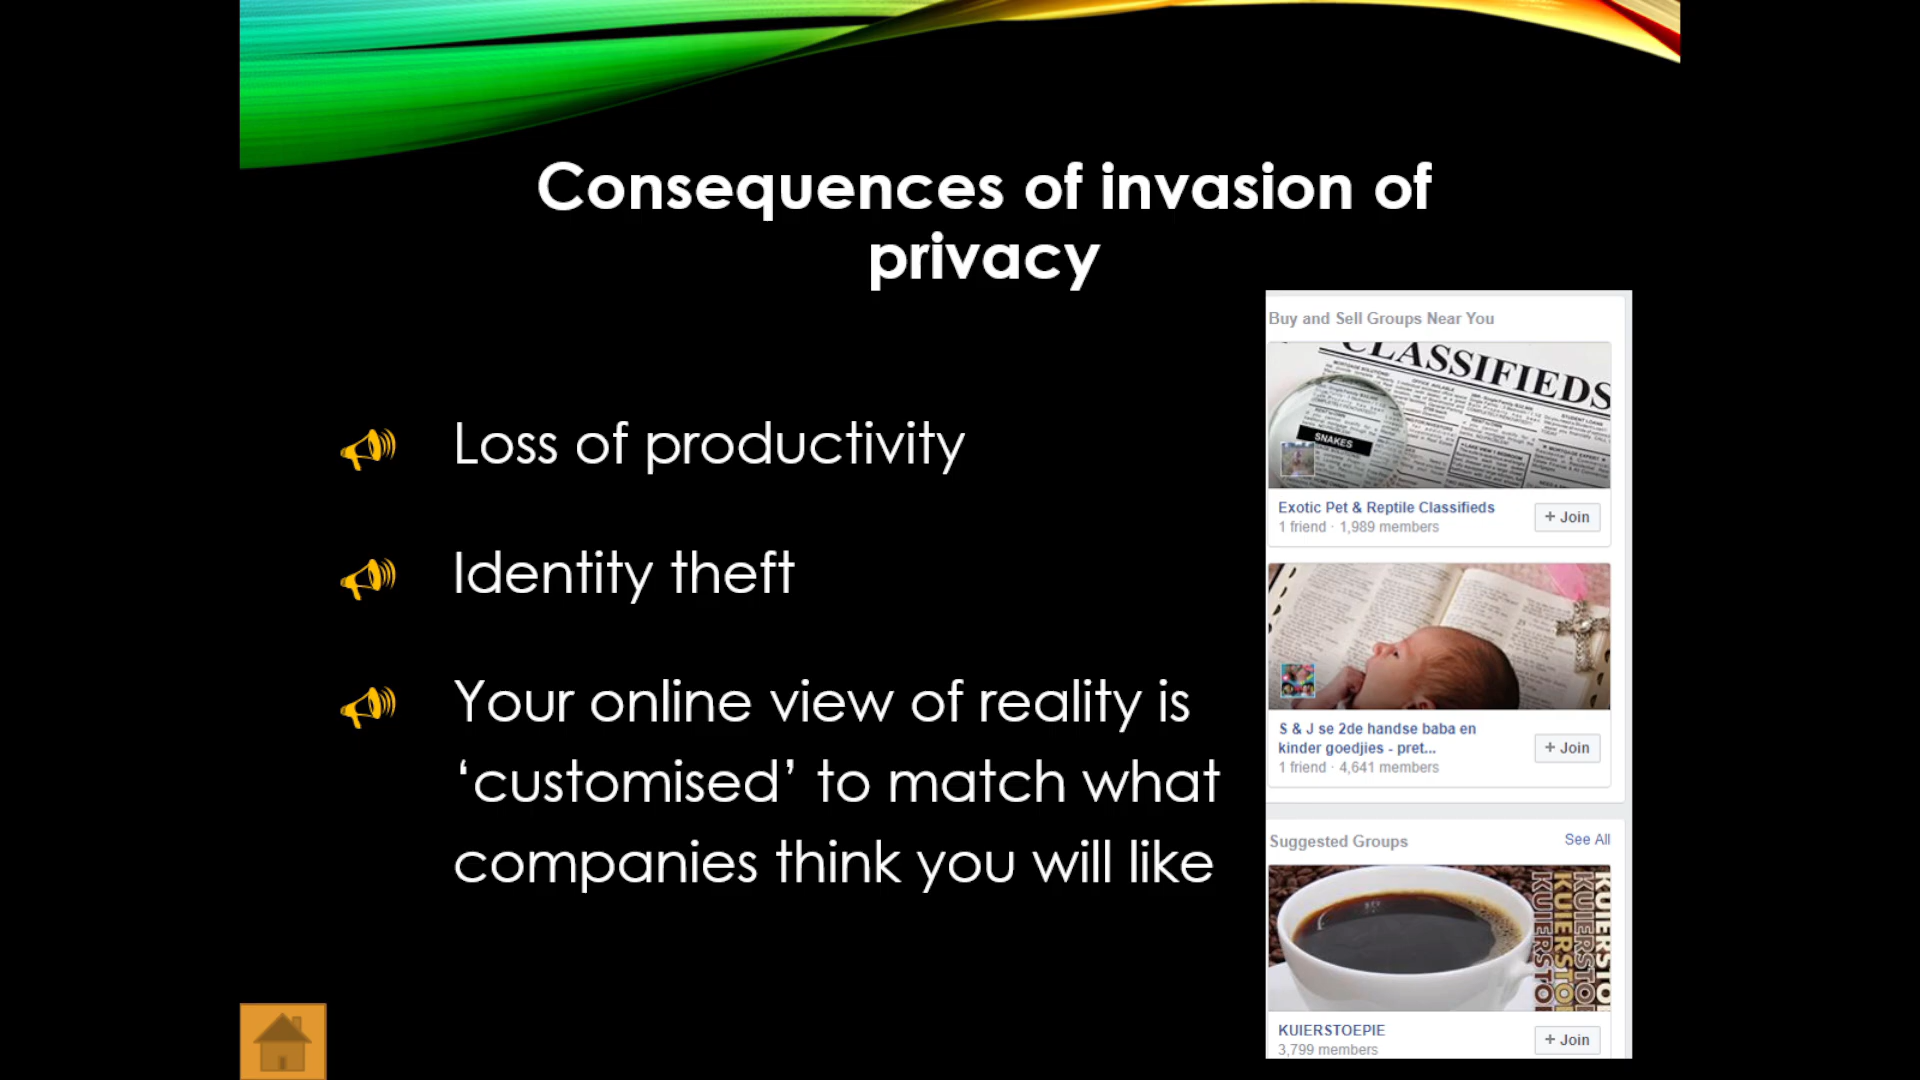 Consequences of invasion of
privacy
Loss of productivity
Identity theft
Your online view of reality is
‘customised’ to match what
companies think you will like
Buy and Sell Groups Near You
CLASSIFIEDS
SNAKES
Exotic Pet & Reptile Classifieds
1 friend · 1,989 members
+ Join
S & J se 2de handse baba en
kinder goedjies - pret...
1 friend · 4,641 members
+ Join
Suggested Groups
See All
KUIERSTOEPIE
3,799 members
+ Join